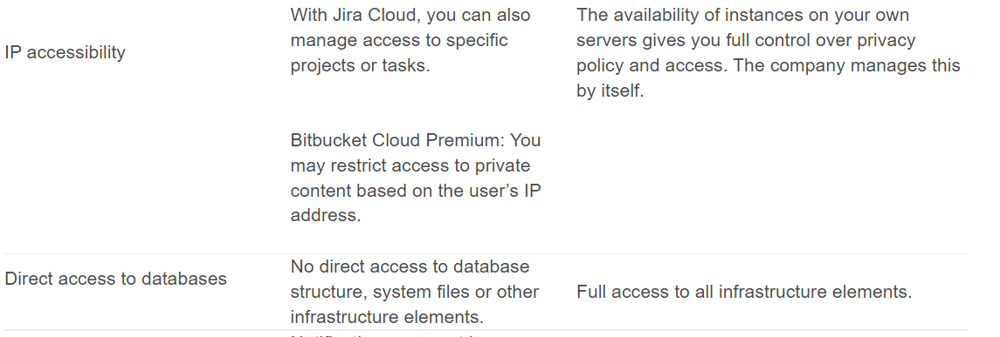 IP accessibility
With Jira Cloud, you can also
manage access to specific
projects or tasks.
Bitbucket Cloud Premium: You
may restrict access to private
content based on the user’s IP
address.
The availability of instances on your own
servers gives you full control over privacy
policy and access. The company manages this
by itself.
Direct access to databases
No direct access to database
structure, system files or other
infrastructure elements.
Full access to all infrastructure elements.